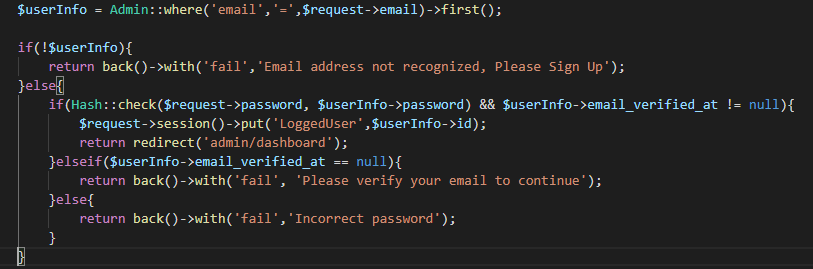 $userInfo = Admin::where('email','=',$request->email)->first();
if(!$userInfo){
return back()->with('fail','Email address not recognized, Please Sign Up');
}else{
if(Hash::check($request->password, $userInfo->password) && $userInfo->email_verified_at != null){
$request->session()->put('LoggedUser',$userInfo->id);
return redirect('admin/dashboard');
}elseif($userInfo->email_verified_at == null){
return back()->with('fail', 'Please verify your email to continue');
}else{
return back()->with('fail','Incorrect password');
}
}